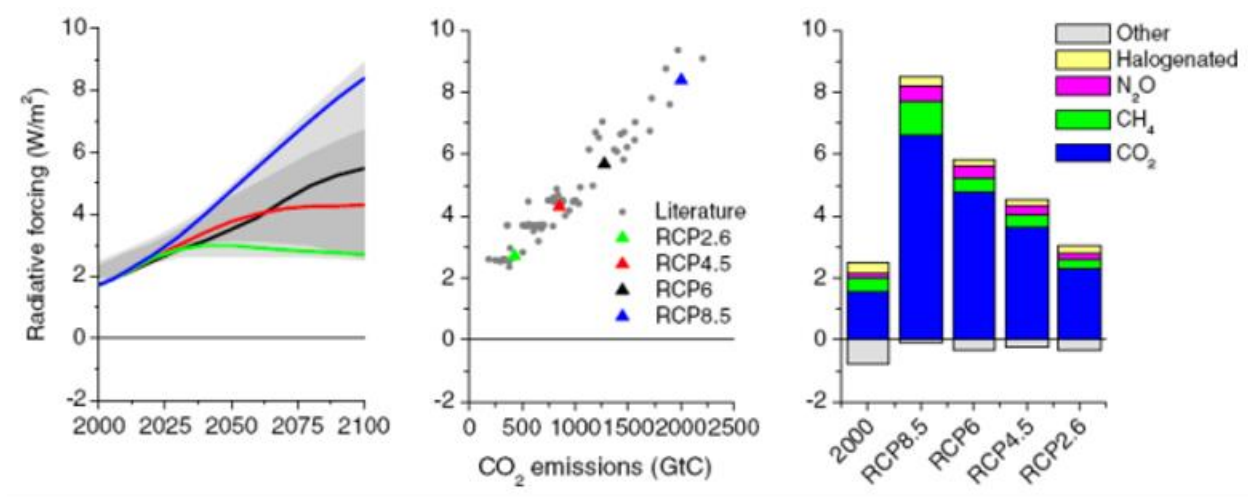 10
8
6
4
2
0
-2
Radiative forcing (W/m²)
2000 2025 2050 2075 2100
10
8
6
4
2
0
-2
Literature
RCP2.6
RCP4.5
RCP6
RCP8.5
0 500 1000 1500 2000 2500
CO₂ emissions (GtC)
10
8
6
4
2
0
-2
Other
Halogenated
N₂O
CH₄
CO₂
2000
RCP8.5
RCP6
RCP4.5
RCP2.6